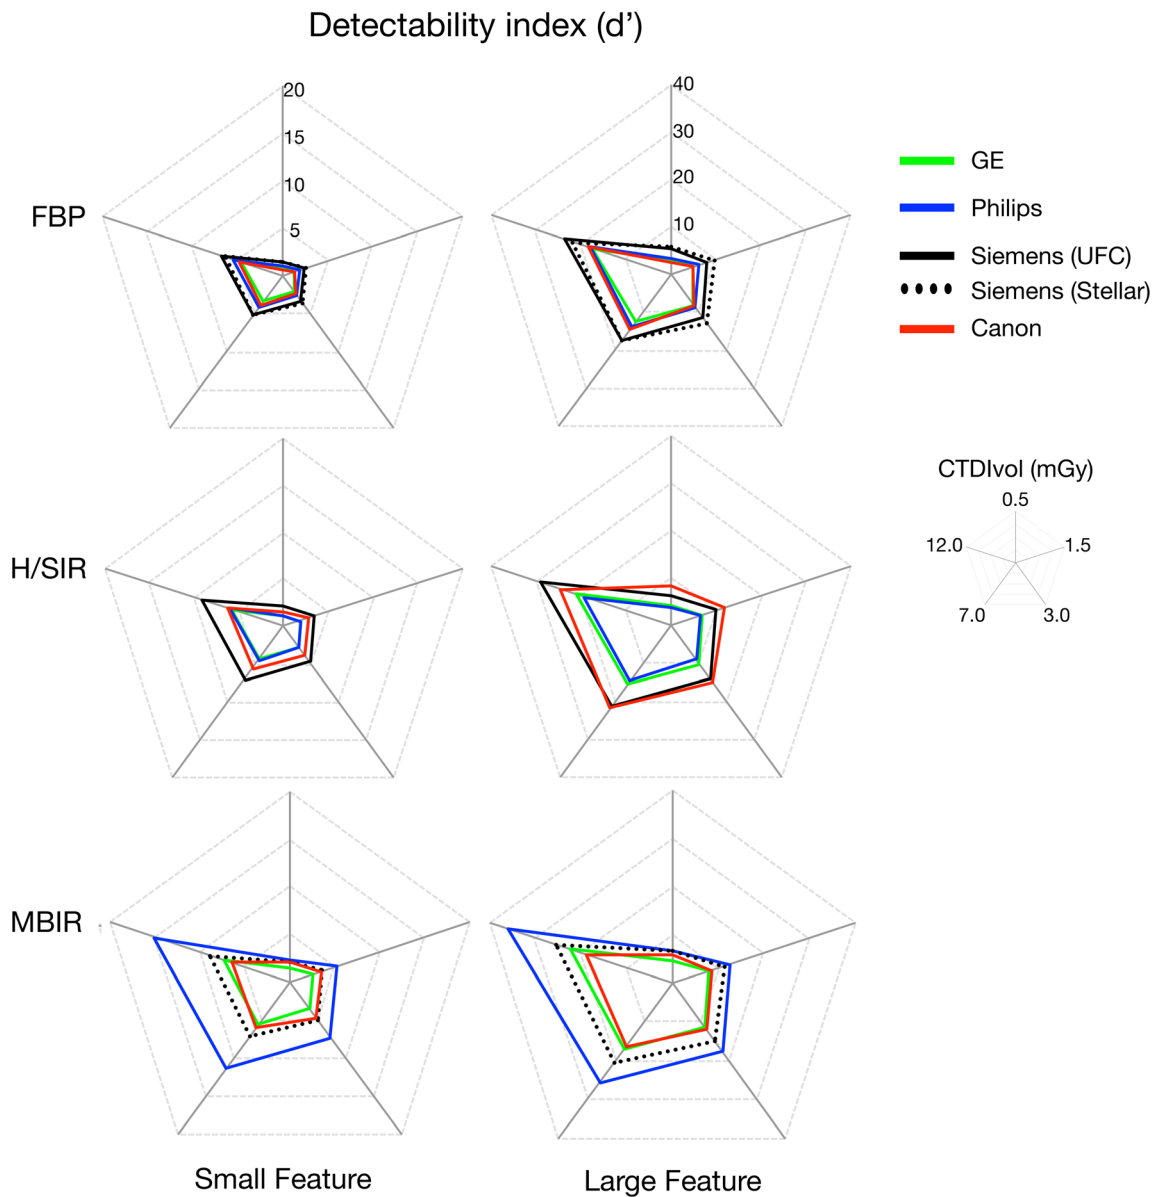 Detectability index (d’)
20
15
10
5
40
30
20
10
GE
Philips
Siemens (UFC)
Siemens (Stellar)
Canon
FBP
CTDIvol (mGy)
0.5
12.0
1.5
7.0
3.0
H/SIR
MBIR
Small Feature
Large Feature